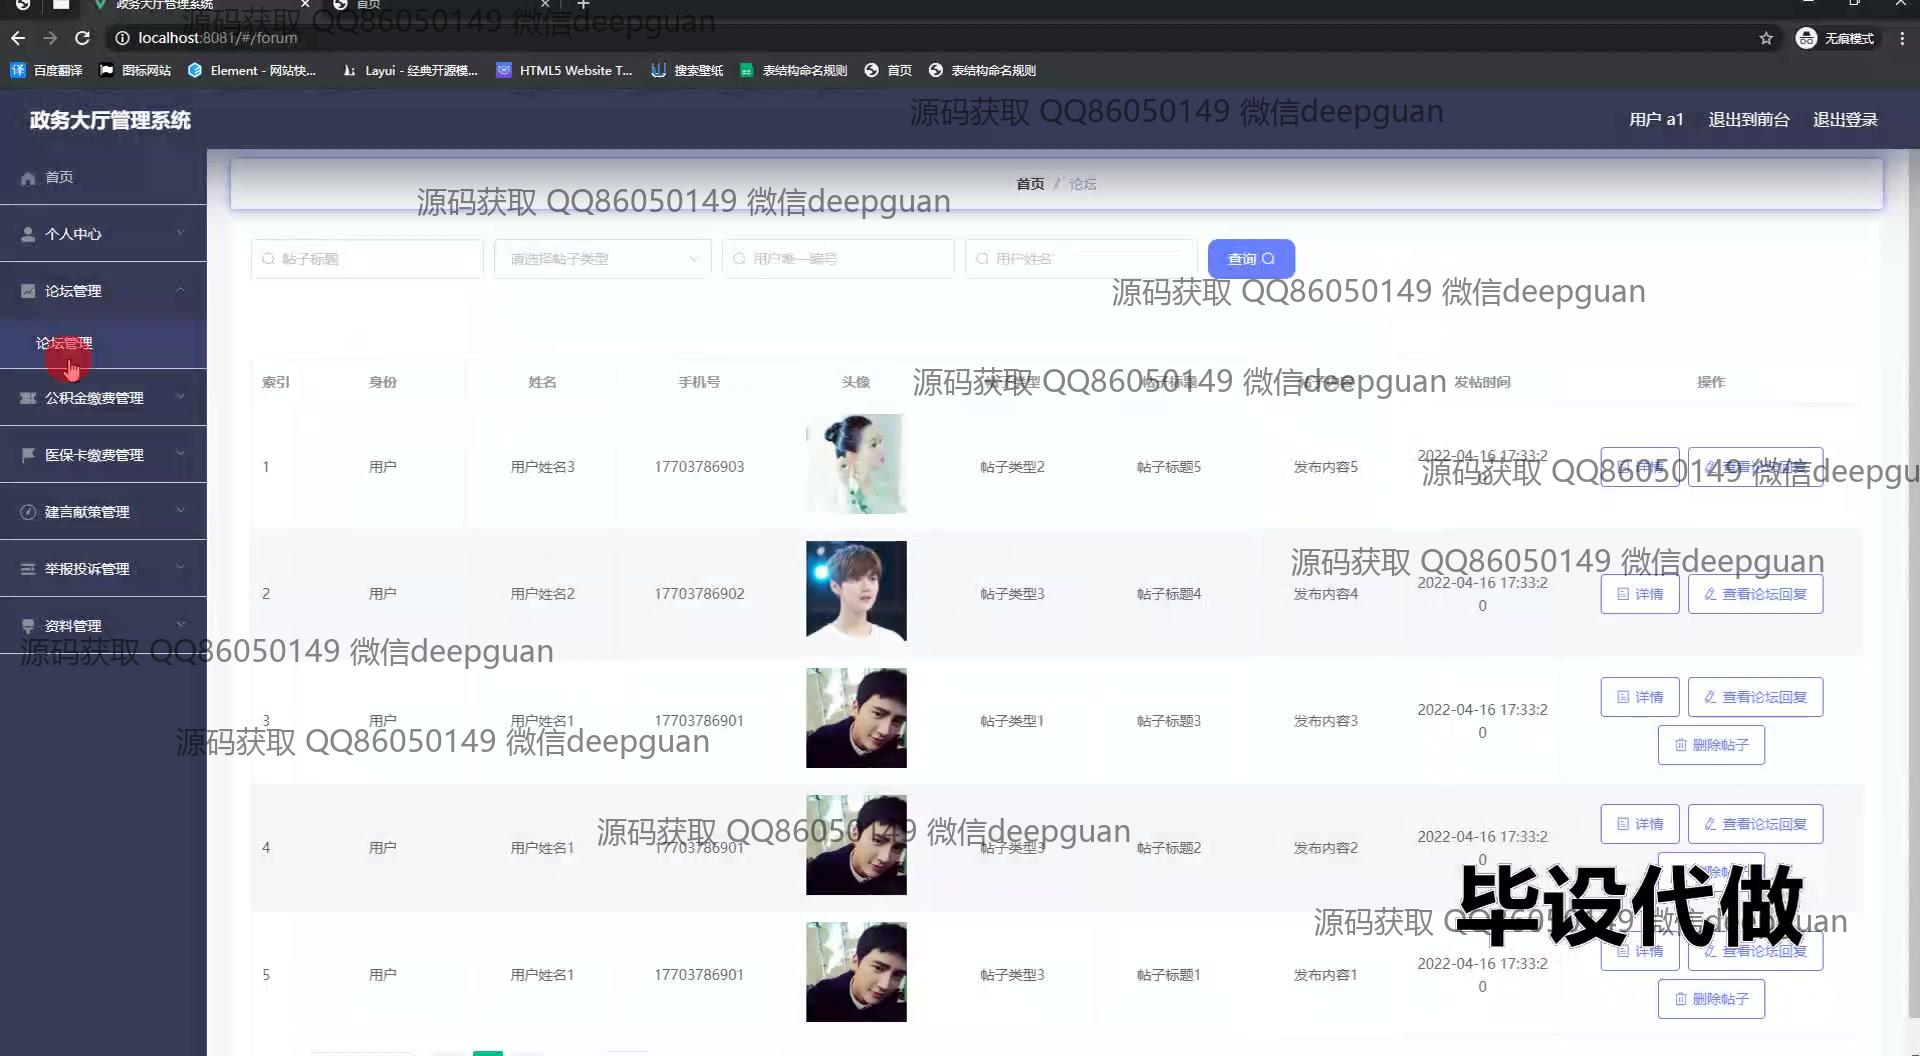 政务大厅管理系统
首页
localhost:8081/#/forum
无痕模式
百度翻译
图标网站
Element - 网站快...
Layui - 经典开源模...
HTML5 Website T...
搜索壁纸
表结构命名规则
首页
表结构命名规则
源码获取 QQ86050149 微信deepguan
政务大厅管理系统
源码获取 QQ86050149 微信deepguan
用户 a1 退出到前台 退出登录
首页
个人中心
论坛管理
论坛管理
公积金缴费管理
医保卡缴费管理
建言献策管理
举报投诉管理
资料管理
首页 / 论坛
源码获取 QQ86050149 微信deepguan
帖子标题 请选择帖子类型 用户唯一编号 用户姓名 查询
源码获取 QQ86050149 微信deepguan
索引 身份 姓名 手机号 头像 帖子类型 帖子标题 发帖时间 操作
源码获取 QQ86050149 微信deepguan
1 用户 用户姓名3 17703786903 帖子类型2 帖子标题5 发布内容5 2022-04-16 17:33:20 详情 查看论坛回复
源码获取 QQ86050149 微信deepgu
源码获取 QQ86050149 微信deepguan
2 用户 用户姓名2 17703786902 帖子类型3 帖子标题4 发布内容4 2022-04-16 17:33:20 详情 查看论坛回复
源码获取 QQ86050149 微信deepguan
3 用户 用户姓名1 17703786901 帖子类型1 帖子标题3 发布内容3 2022-04-16 17:33:20 详情 查看论坛回复
删除帖子
源码获取 QQ86050149 微信deepguan
4 用户 用户姓名1 17703786901 帖子类型3 帖子标题2 发布内容2 2022-04-16 17:33:20 详情 查看论坛回复
源码获取 QQ86050149 微信deepguan
毕设代做
源码获取 QQ86050149 微信deepguan
5 用户 用户姓名1 17703786901 帖子类型3 帖子标题1 发布内容1 2022-04-16 17:33:20 详情 查看论坛回复
删除帖子